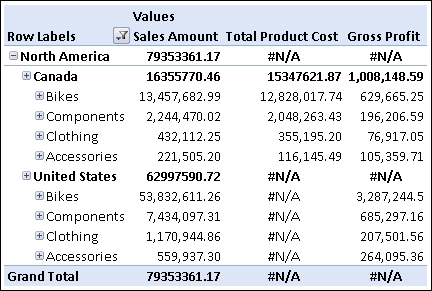 Values
Row Labels Sales Amount Total Product Cost Gross Profit
North America 79353361.17 #N/A #N/A
Canada 16355770.46 15347621.87 1,008,148.59
Bikes 13,457,682.99 12,828,017.74 629,665.25
Components 2,244,470.02 2,048,263.43 196,206.59
Clothing 432,112.25 355,195.20 76,917.05
Accessories 221,505.20 116,145.49 105,359.71
United States 62997590.72 #N/A #N/A
Bikes 53,832,611.26 #N/A 3,287,244.5
Components 7,434,097.31 #N/A 685,297.16
Clothing 1,170,944.86 #N/A 207,501.56
Accessories 559,937.30 #N/A 264,095.36
Grand Total 79353361.17 #N/A #N/A